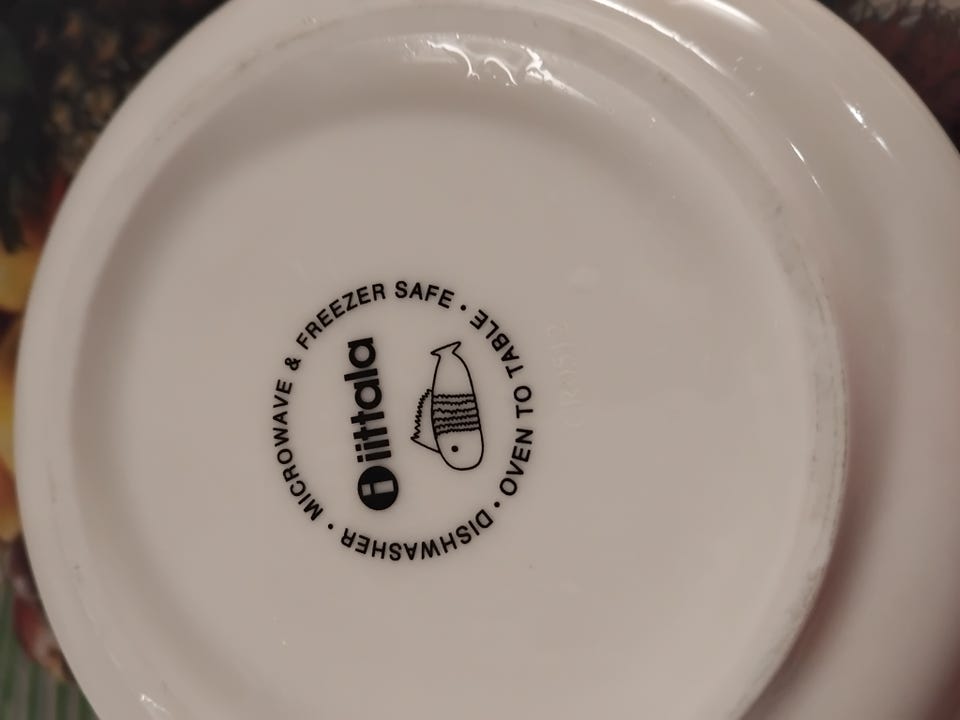 MICROWAVE & FREEZER SAFE • OVEN TO TABLE • DISHWASHER •
i iittala